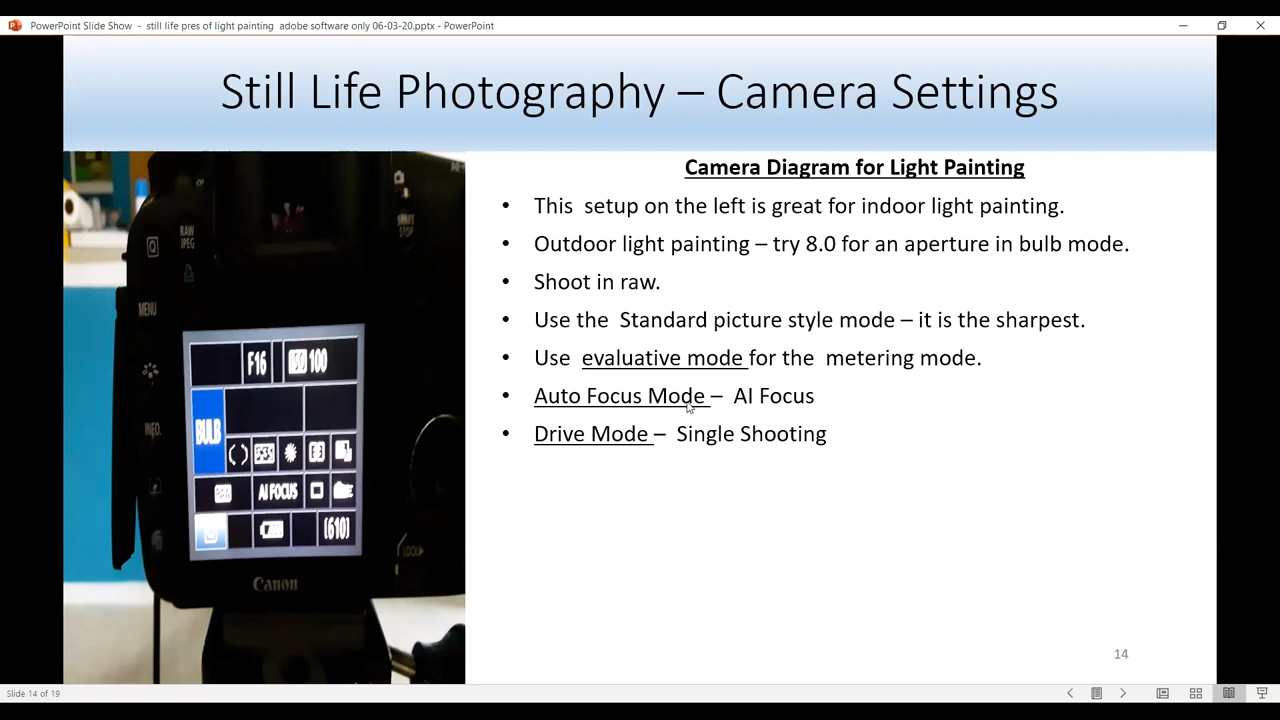 PowerPoint Slide Show - still life pres of light painting adobe software only 06-03-20.pptx - PowerPoint
Still Life Photography – Camera Settings
Camera Diagram for Light Painting
• This setup on the left is great for indoor light painting.
• Outdoor light painting – try 8.0 for an aperture in bulb mode.
• Shoot in raw.
• Use the Standard picture style mode – it is the sharpest.
• Use evaluative mode for the metering mode.
• Auto Focus Mode – AI Focus
• Drive Mode – Single Shooting
RAW
JPEG
START
STOP
Q
MENU
INFO.
F16
ISO 100
BULB
AI FOCUS
[610]
LOCK
Canon
14
Slide 14 of 19